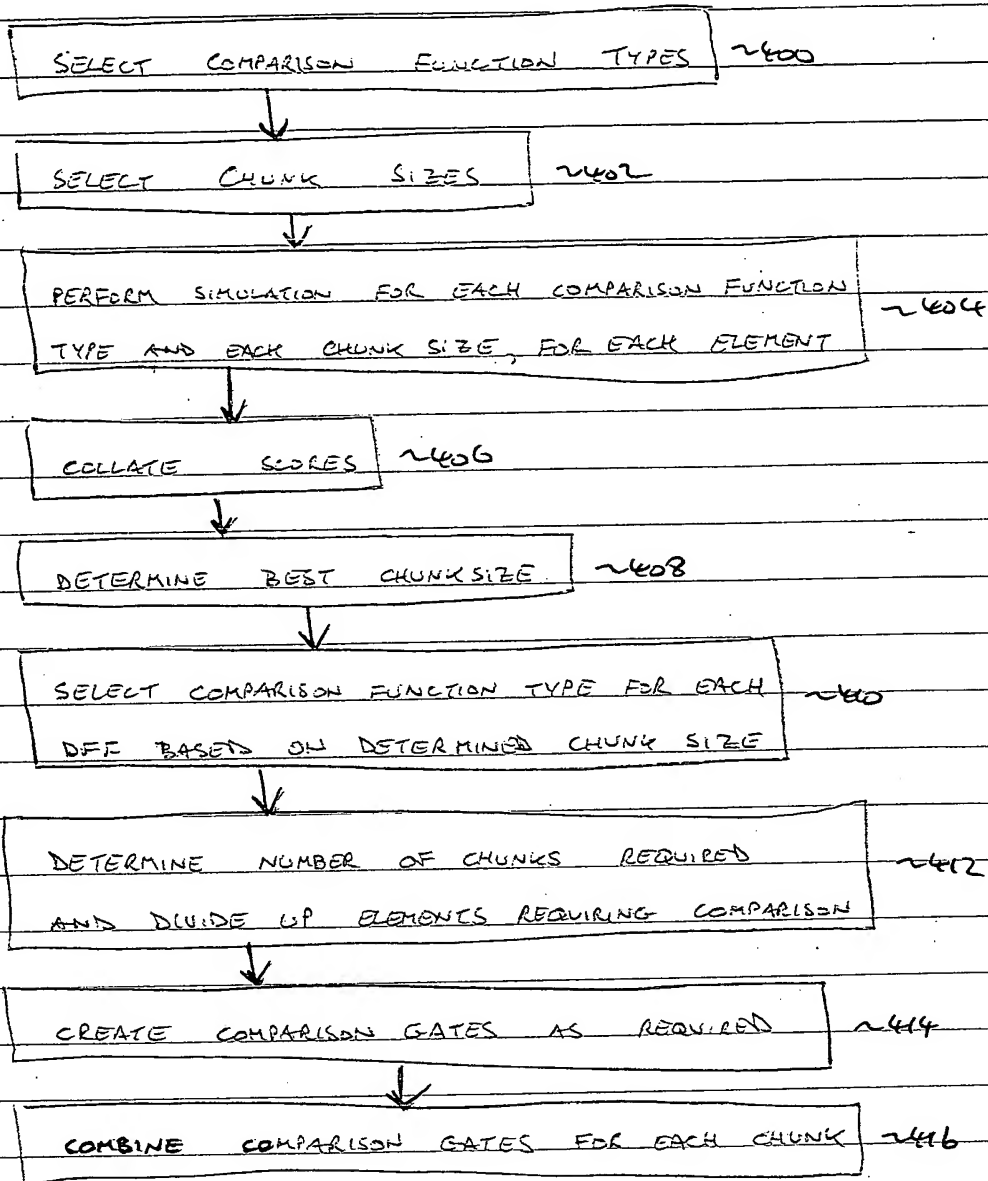 SELECT COMPARISON FUNCTION TYPES ~400
SELECT CHUNK SIZES ~402
PERFORM SIMULATION FOR EACH COMPARISON FUNCTION
TYPE AND EACH CHUNK SIZE, FOR EACH ELEMENT ~404
COLLATE SCORES ~406
DETERMINE BEST CHUNK SIZE ~408
SELECT COMPARISON FUNCTION TYPE FOR EACH ~410
DFF BASED ON DETERMINED CHUNK SIZE
DETERMINE NUMBER OF CHUNKS REQUIRED ~412
AND DIVIDE UP ELEMENTS REQUIRING COMPARISON
CREATE COMPARISON GATES AS REQUIRED ~414
COMBINE COMPARISON GATES FOR EACH CHUNK ~416